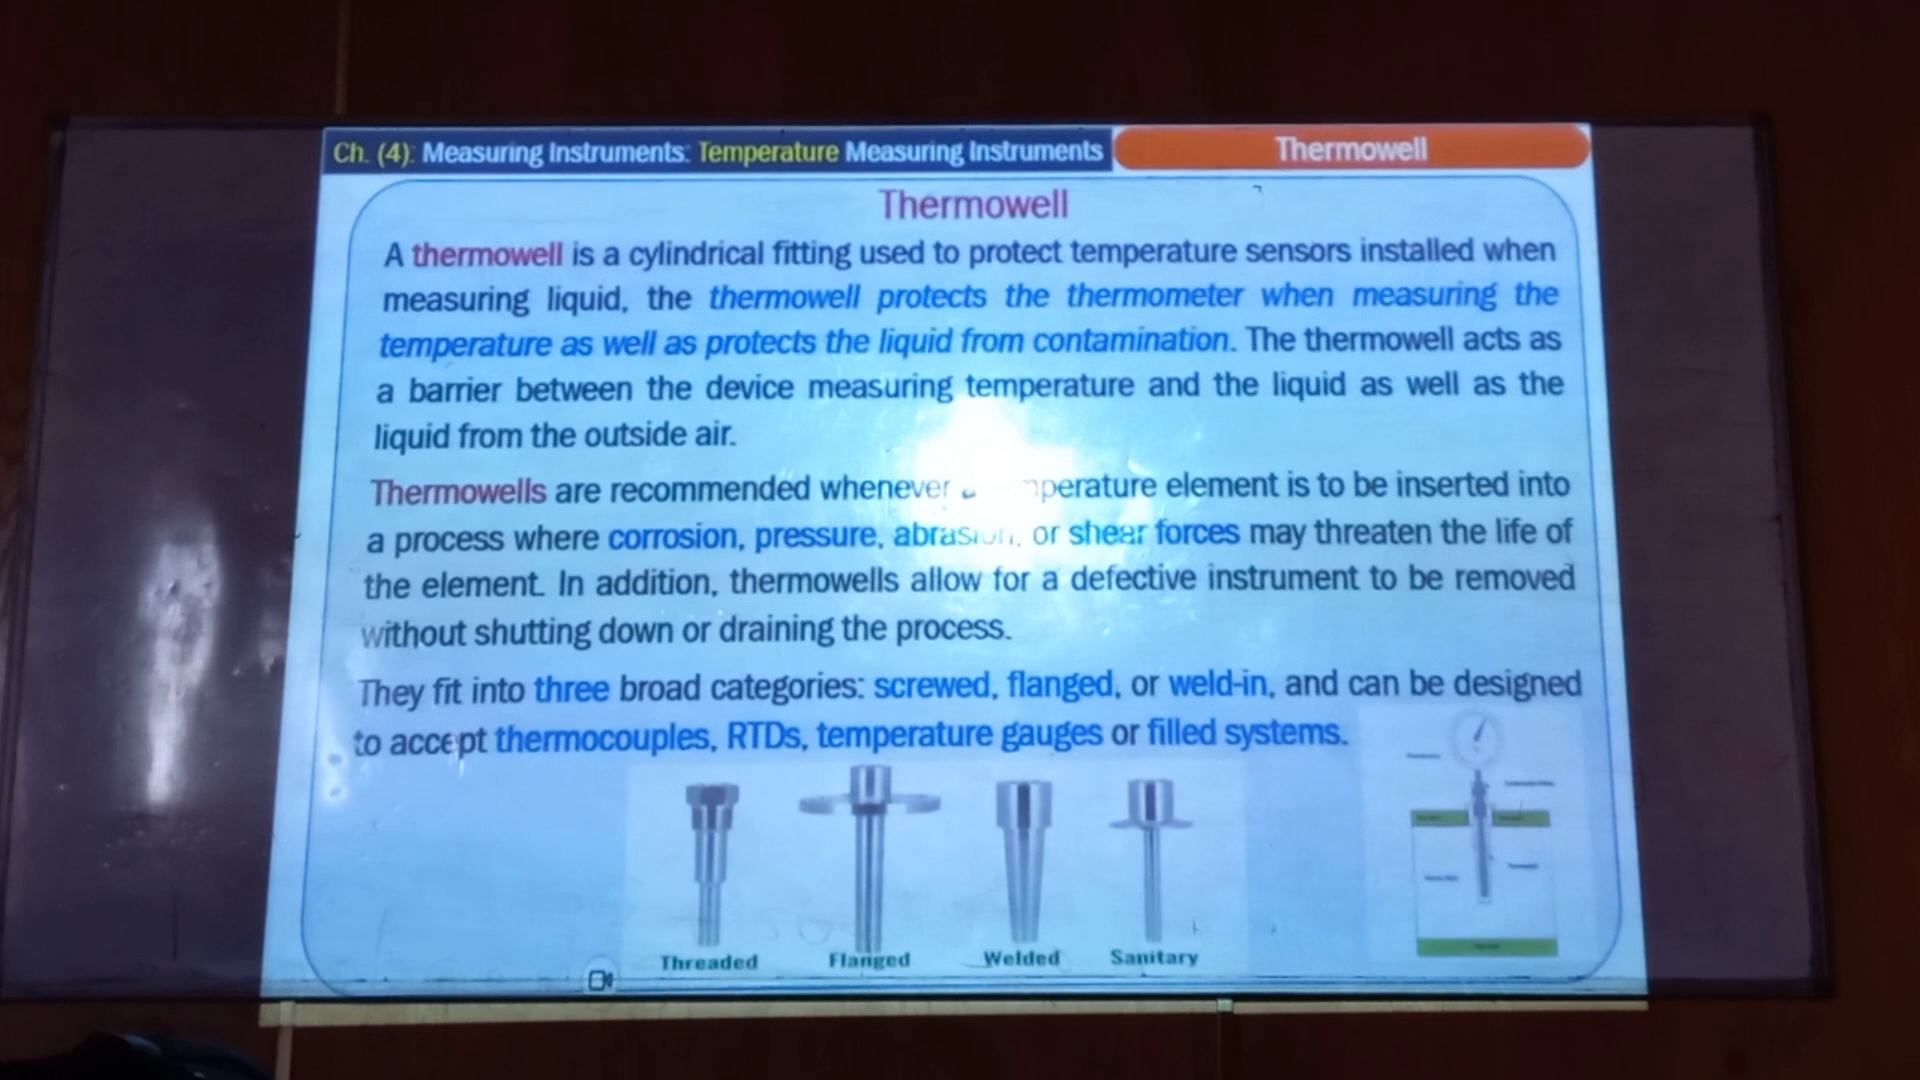 Ch. (4): Measuring Instruments: Temperature Measuring Instruments
Thermowell
Thermowell
A thermowell is a cylindrical fitting used to protect temperature sensors installed when
measuring liquid, the thermowell protects the thermometer when measuring the
temperature as well as protects the liquid from contamination. The thermowell acts as
a barrier between the device measuring temperature and the liquid as well as the
liquid from the outside air.
Thermowells are recommended whenever a temperature element is to be inserted into
a process where corrosion, pressure, abrasion, or shear forces may threaten the life of
the element. In addition, thermowells allow for a defective instrument to be removed
without shutting down or draining the process.
They fit into three broad categories: screwed, flanged, or weld-in, and can be designed
to accept thermocouples, RTDs, temperature gauges or filled systems.
Threaded Flanged Welded Sanitary